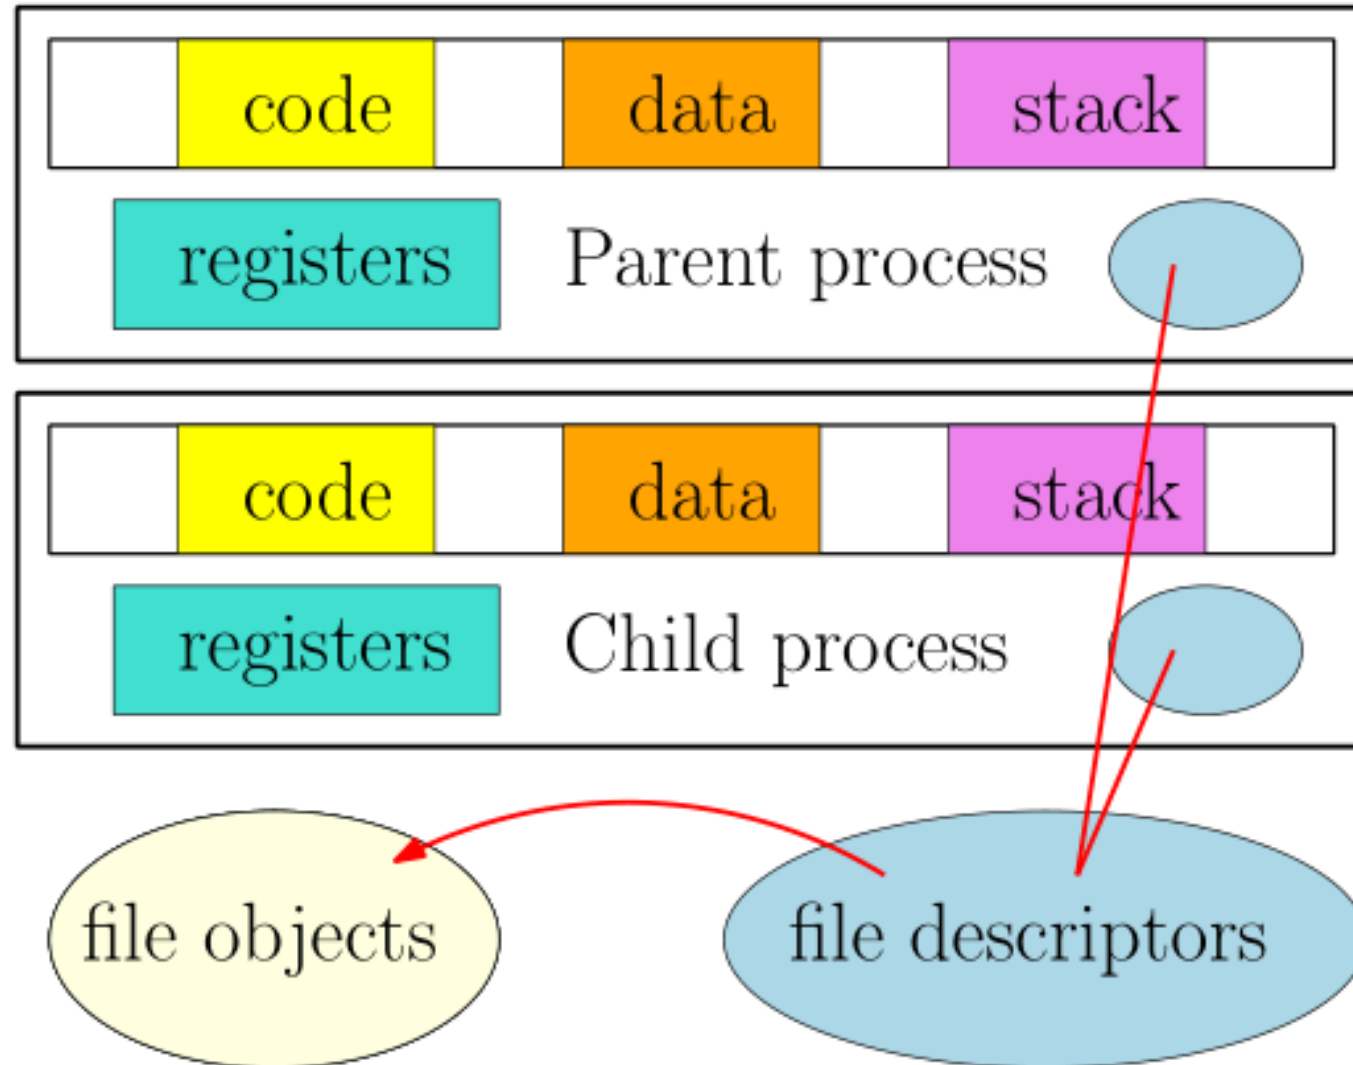 code data stack
registers Parent process
code data stack
registers Child process
file objects file descriptors